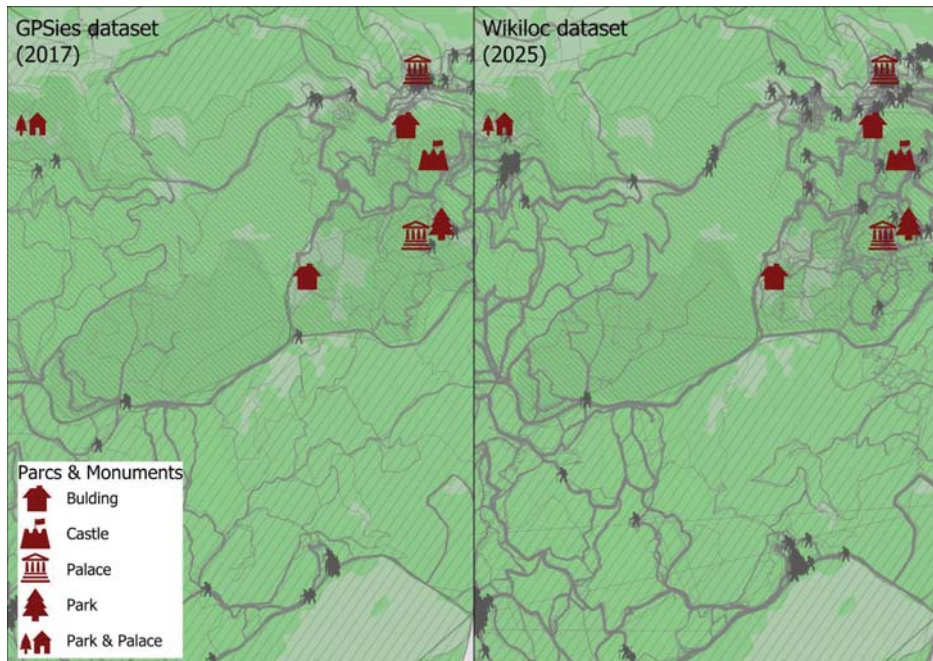 GPSies dataset
(2017)
Wikiloc dataset
(2025)
Parcs & Monuments
Bulding
Castle
Palace
Park
Park & Palace